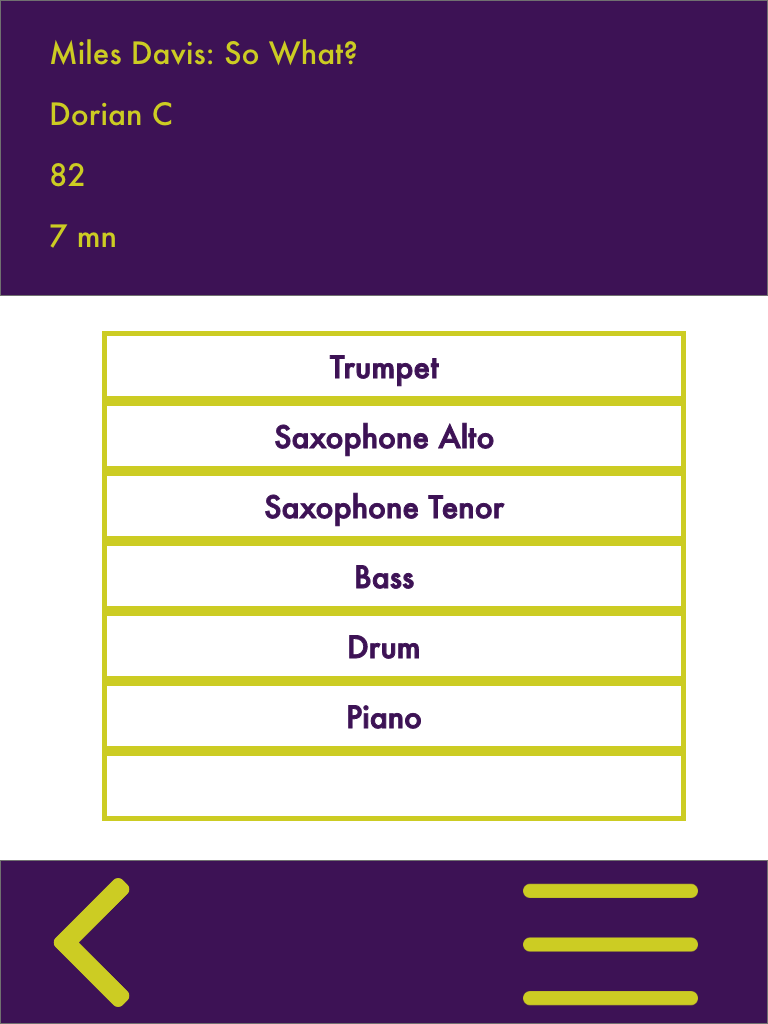 Miles Davis: So What?
Dorian C
82
7 mn
Trumpet
Saxophone Alto
Saxophone Tenor
Bass
Drum
Piano